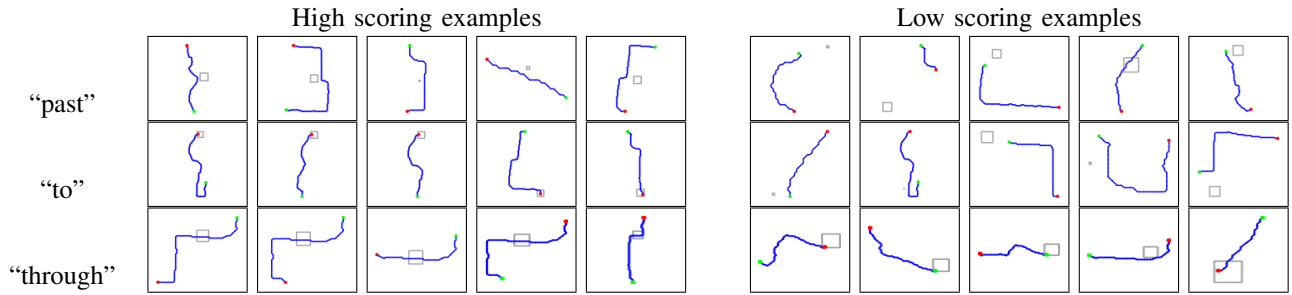 High scoring examples Low scoring examples
“past”
“to”
“through”